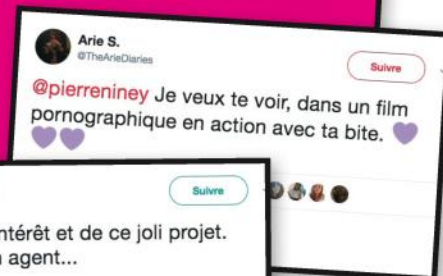 Arie S.
@TheArieDiaries
Suivre
@pierreniney Je veux te voir, dans un film
pornographique en action avec ta bite.
Suivre
ntérêt et de ce joli projet.
agent...